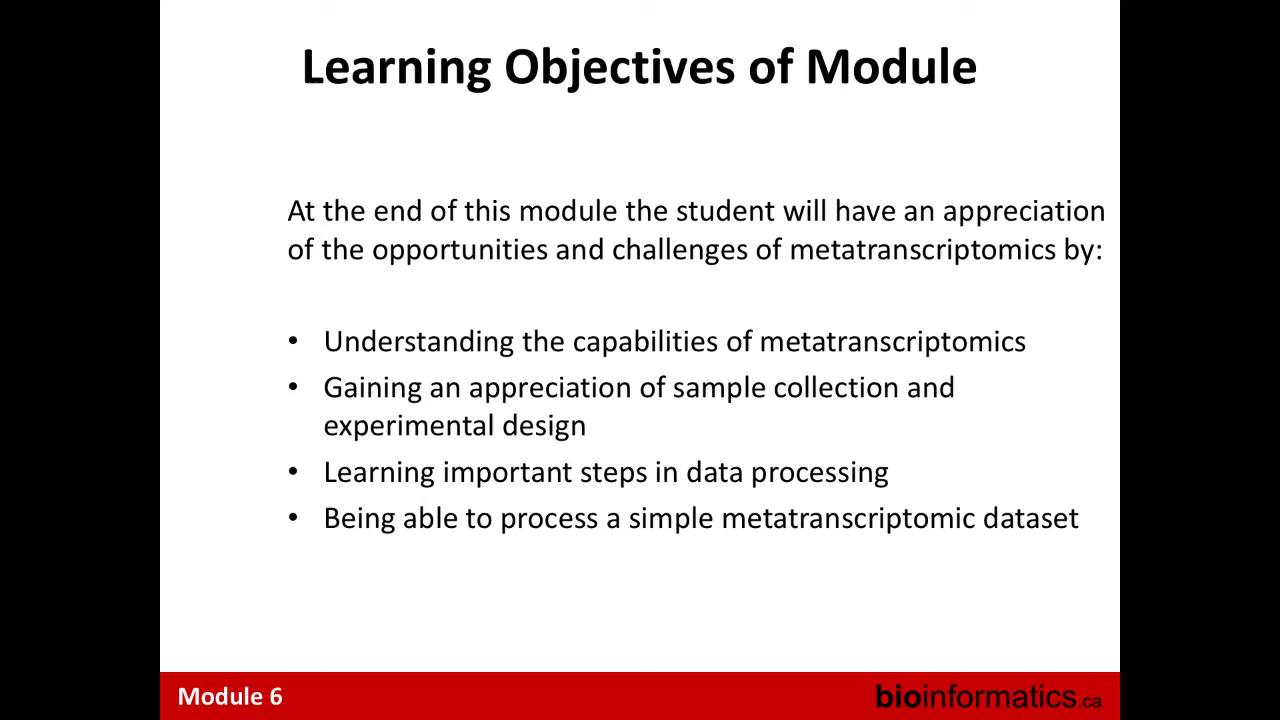 Learning Objectives of Module
At the end of this module the student will have an appreciation
of the opportunities and challenges of metatranscriptomics by:
• Understanding the capabilities of metatranscriptomics
• Gaining an appreciation of sample collection and
experimental design
• Learning important steps in data processing
• Being able to process a simple metatranscriptomic dataset
Module 6
bioinformatics.ca